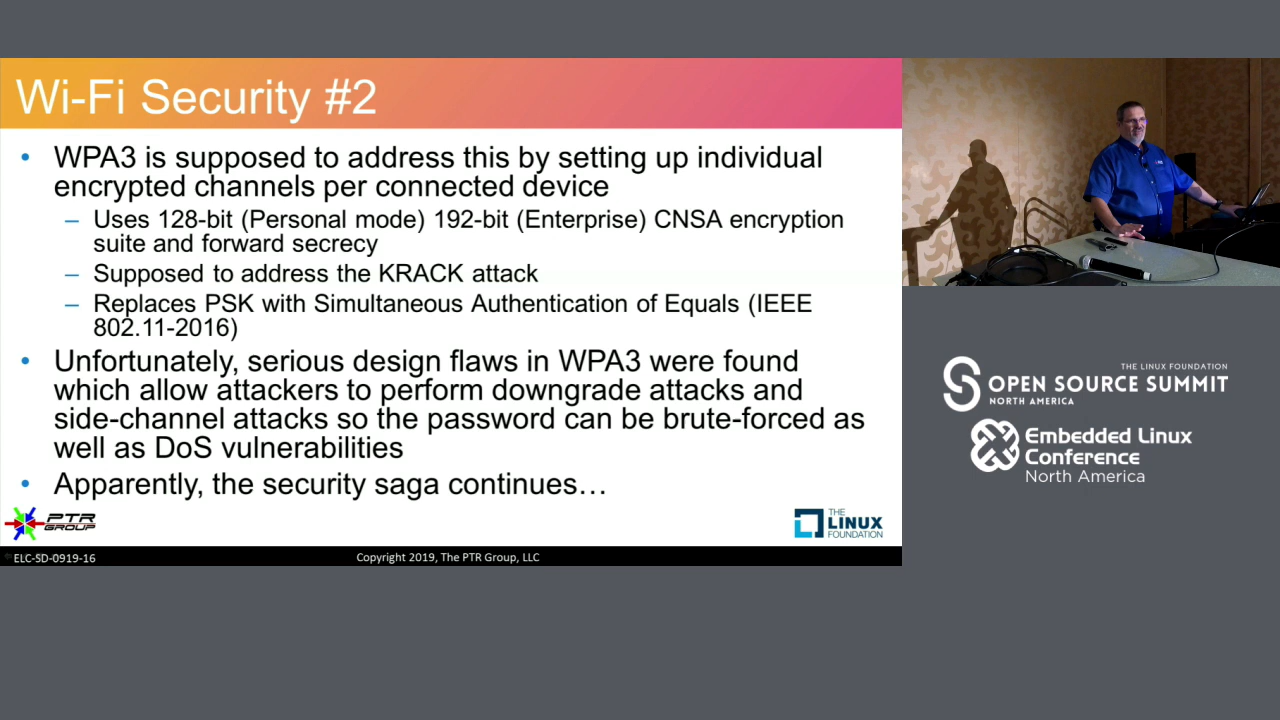 Wi-Fi Security #2
• WPA3 is supposed to address this by setting up individual
encrypted channels per connected device
– Uses 128-bit (Personal mode) 192-bit (Enterprise) CNSA encryption
suite and forward secrecy
– Supposed to address the KRACK attack
– Replaces PSK with Simultaneous Authentication of Equals (IEEE
802.11-2016)
• Unfortunately, serious design flaws in WPA3 were found
which allow attackers to perform downgrade attacks and
side-channel attacks so the password can be brute-forced as
well as DoS vulnerabilities
• Apparently, the security saga continues…
PTR
GROUP
THE
LINUX
FOUNDATION
ELC-SD-0919-16
Copyright 2019, The PTR Group, LLC
THE LINUX FOUNDATION
OPEN SOURCE SUMMIT
NORTH AMERICA
Embedded Linux
Conference
North America